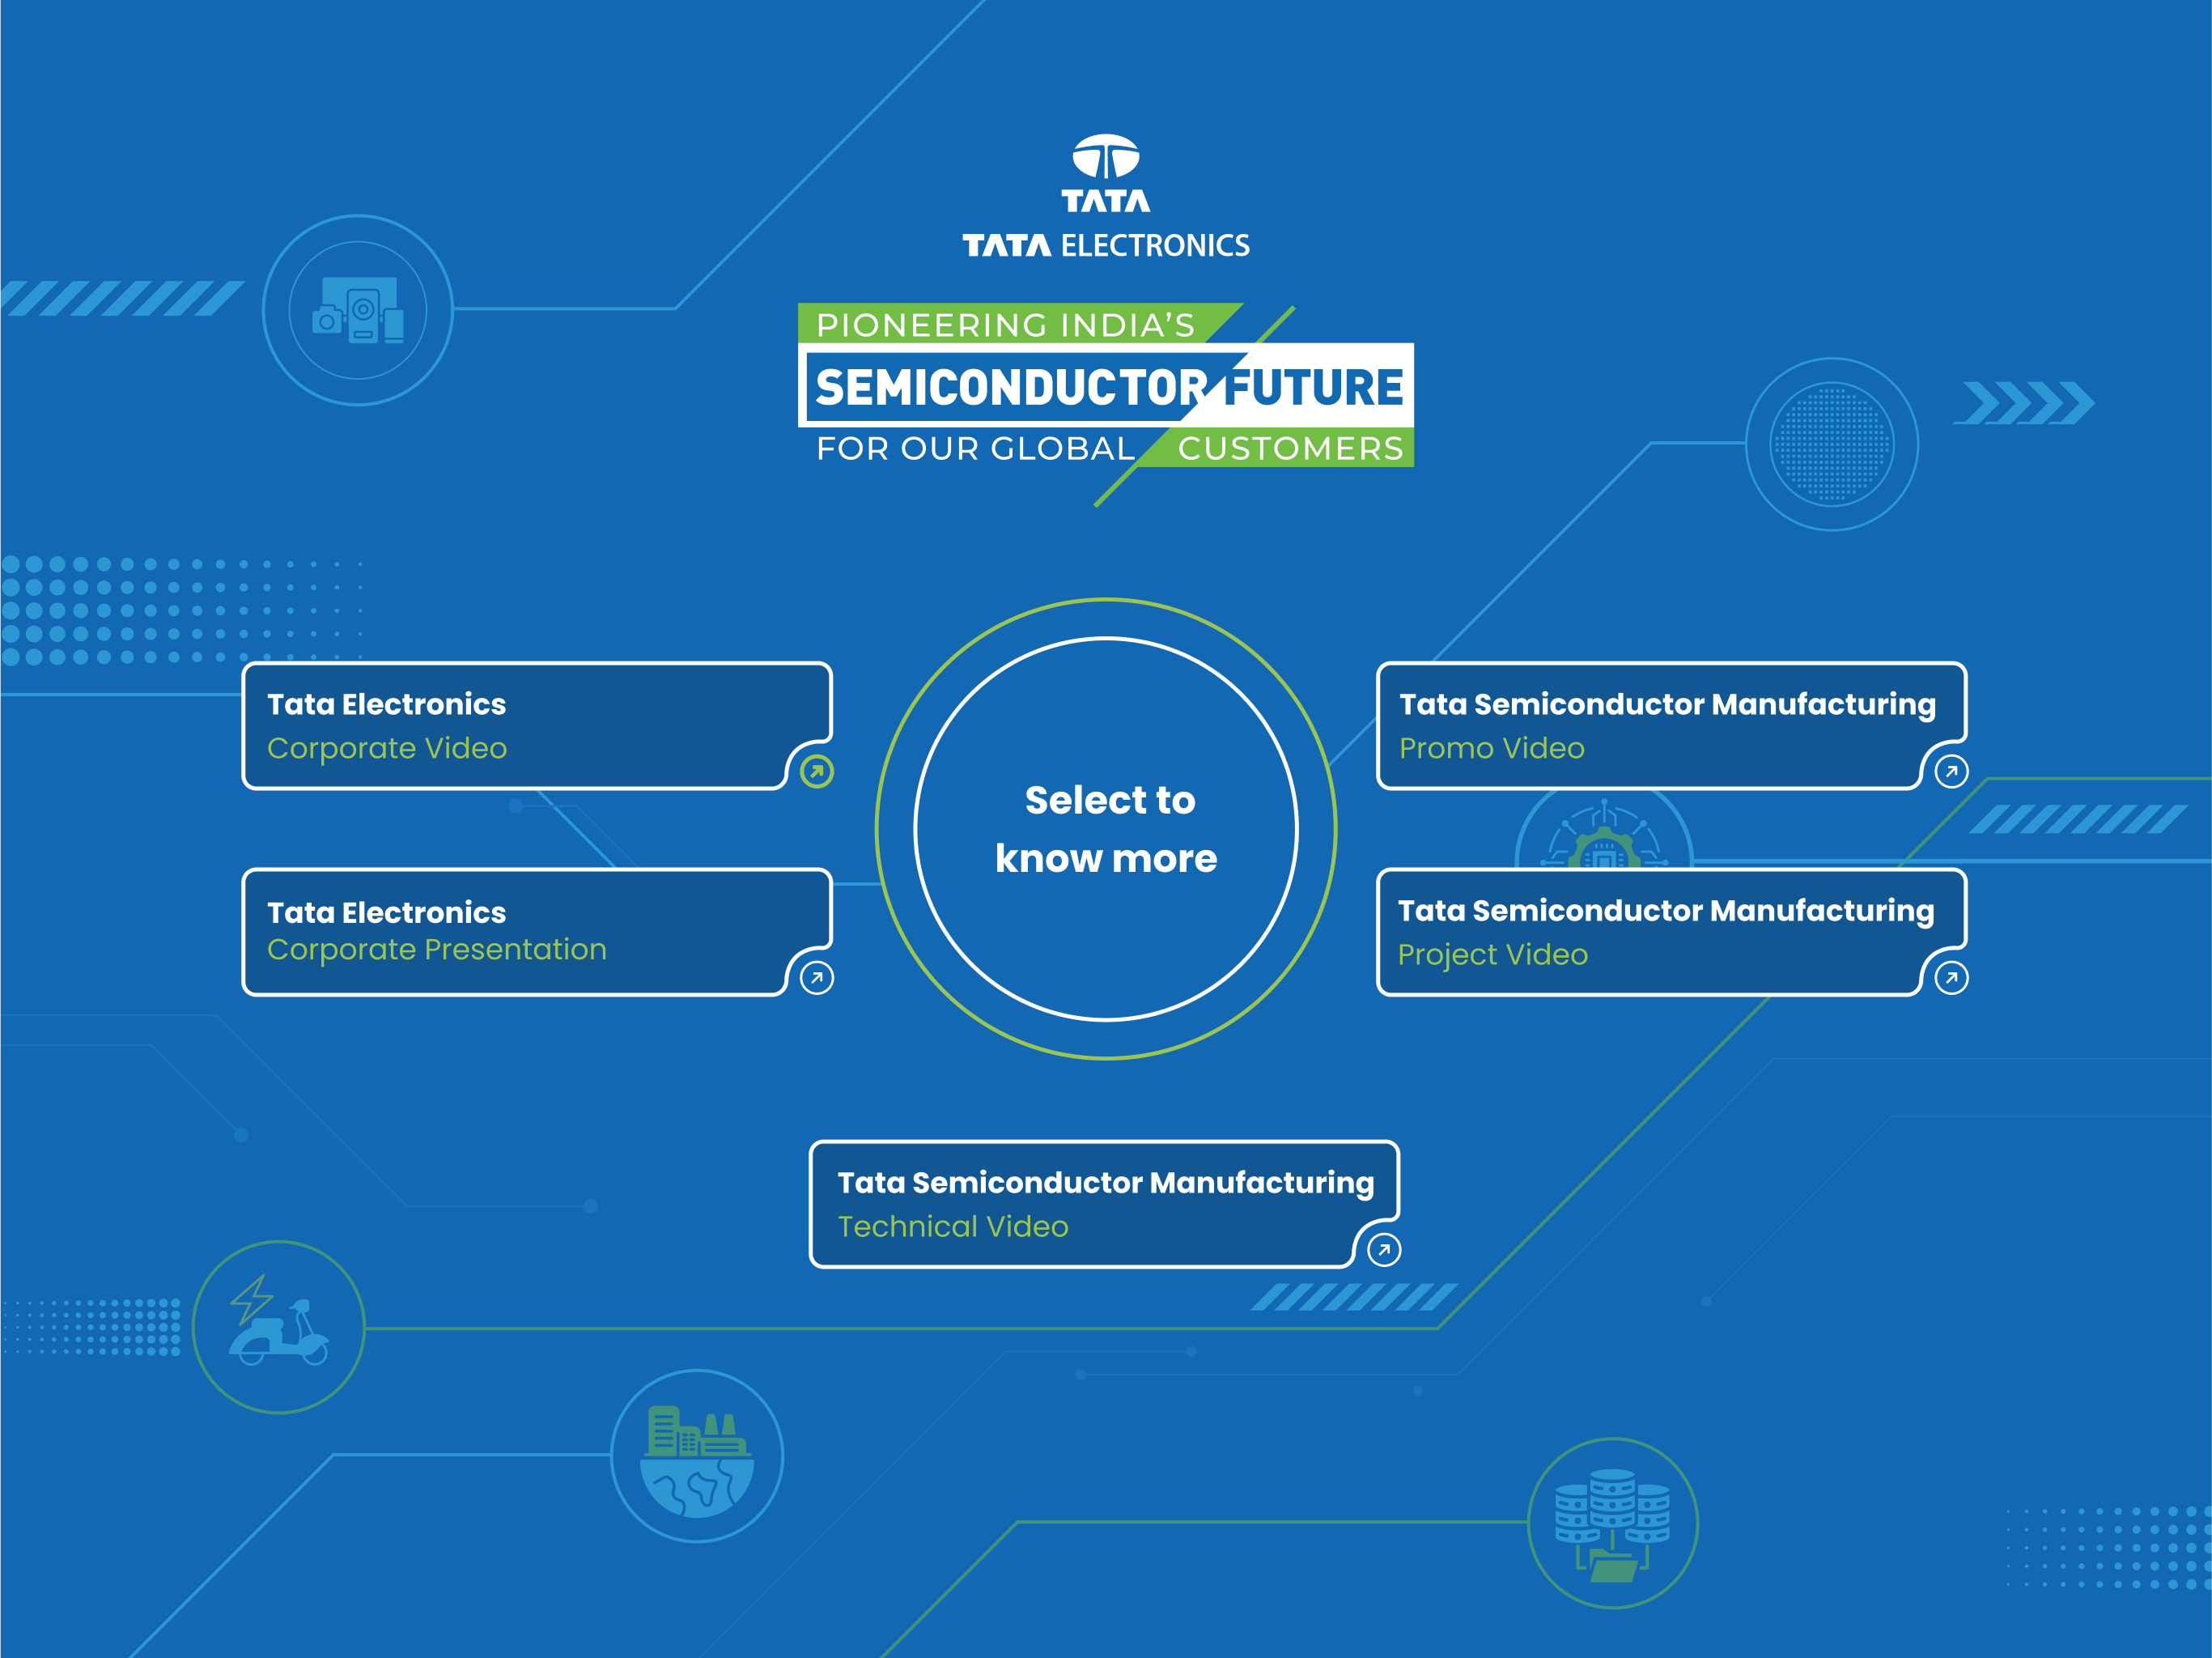 TATA
TATA ELECTRONICS
PIONEERING INDIA'S
SEMICONDUCTOR FUTURE
FOR OUR GLOBAL CUSTOMERS
Tata Electronics
Corporate Video
Tata Electronics
Corporate Presentation
Select to
know more
Tata Semiconductor Manufacturing
Promo Video
Tata Semiconductor Manufacturing
Project Video
Tata Semiconductor Manufacturing
Technical Video